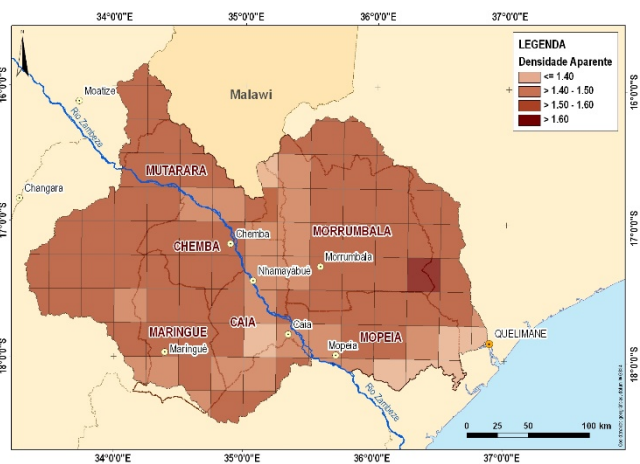 34°0'0"E 35°0'0"E 36°0'0"E 37°0'0"E
LEGENDA
Densidade Aparente
<= 1.40
> 1.40 - 1.50
> 1.50 - 1.60
> 1.60
16°0'0"S
16°0'0"S
Moatize
Malawi
Rio Zambeze
MUTARARA
Changara
17°0'0"S
17°0'0"S
CHEMBA
Chemba
MORRUMBALA
Morrumbala
Nhamayabué
MARINGUE
CAIA
Caia
MOPEIA
QUELIMANE
Maringué
Mopeia
18°0'0"S
18°0'0"S
Rio Zambeze
0 25 50 100 km
34°0'0"E 35°0'0"E 36°0'0"E 37°0'0"E